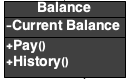 Balance
-Current Balance
+Pay()
+History()